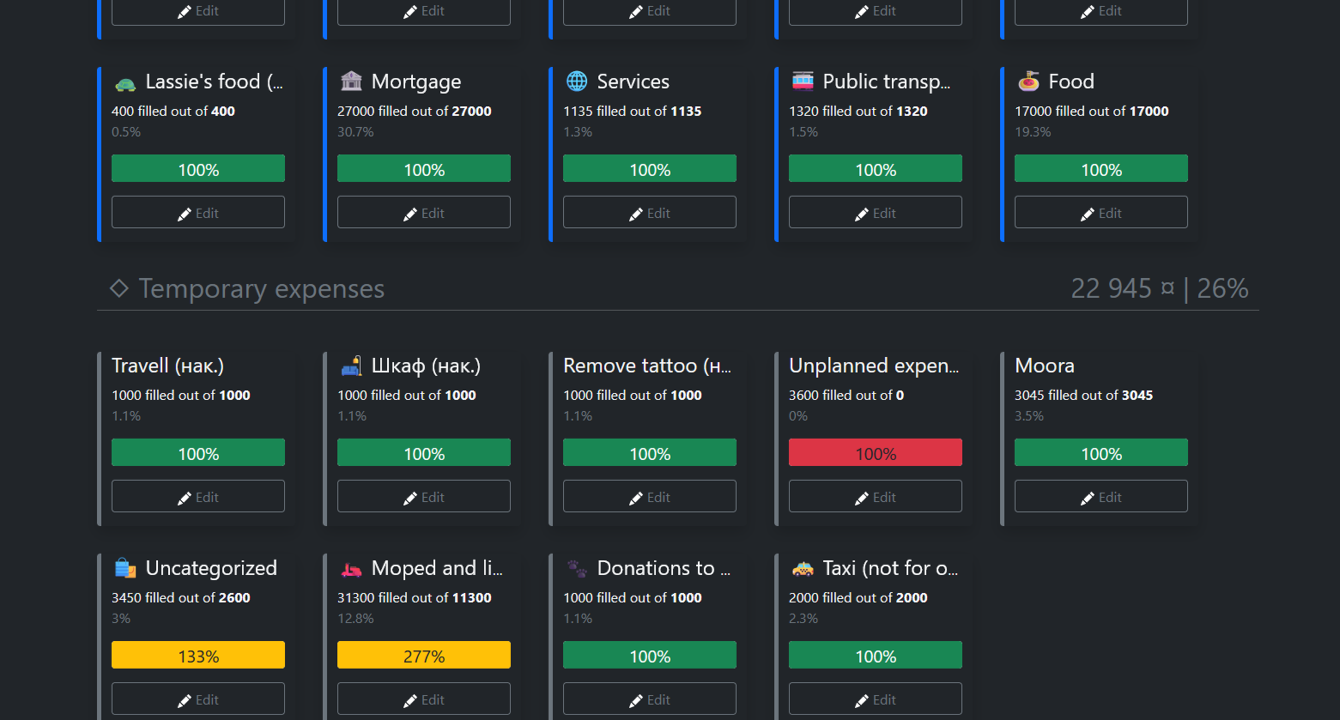 Edit Edit Edit Edit Edit
Lassie's food (... Mortgage Services Public transp... Food
400 filled out of 400 27000 filled out of 27000 1135 filled out of 1135 1320 filled out of 1320 17000 filled out of 17000
0.5% 30.7% 1.3% 1.5% 19.3%
100% 100% 100% 100% 100%
Edit Edit Edit Edit Edit
Temporary expenses 22 945 ¤ | 26%
Travell (нак.) Шкаф (нак.) Remove tattoo (н... Unplanned expen... Moora
1000 filled out of 1000 1000 filled out of 1000 1000 filled out of 1000 3600 filled out of 0 3045 filled out of 3045
1.1% 1.1% 1.1% 0% 3.5%
100% 100% 100% 100% 100%
Edit Edit Edit Edit Edit
Uncategorized Moped and li... Donations to ... Taxi (not for o...
3450 filled out of 2600 31300 filled out of 11300 1000 filled out of 1000 2000 filled out of 2000
3% 12.8% 1.1% 2.3%
133% 277% 100% 100%
Edit Edit Edit Edit